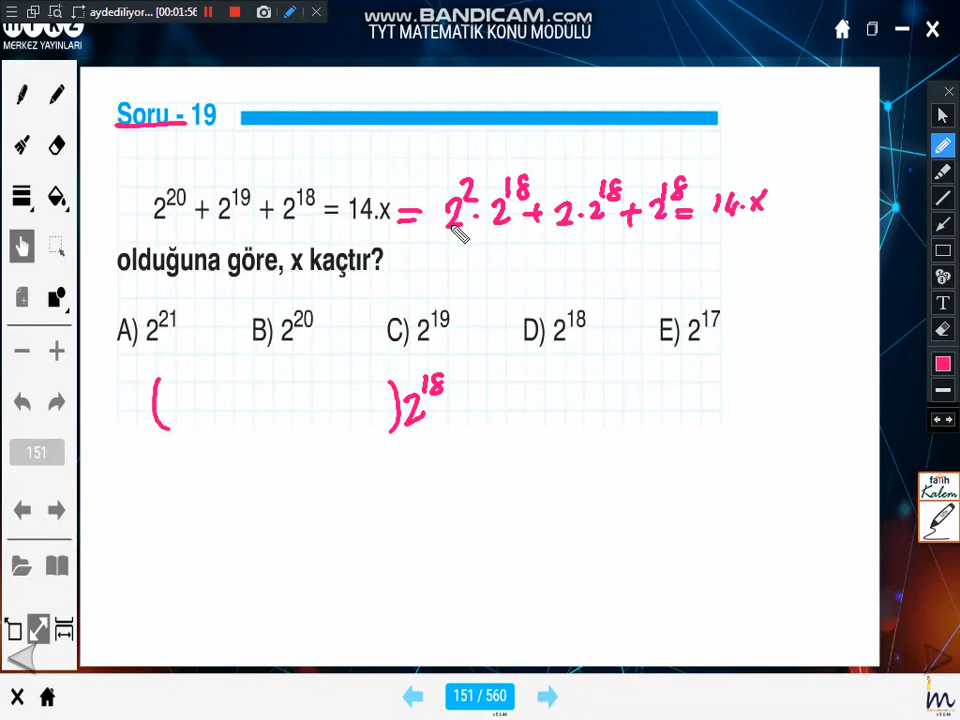 aydediliyor... [00:01:56
www.BANDICAM.com
MERKEZ YAYINLARI
TYT MATEMATİK KONU MODULU
Soru - 19
2^20 + 2^19 + 2^18 = 14.x = 2^2 . 2^18 + 2 . 2^18 + 2^18 = 14.x
olduğuna göre, x kaçtır?
A) 2^21 B) 2^20 C) 2^19 D) 2^18 E) 2^17
( ) 2^18
T
151
fatih
Kalem
151 / 560
m